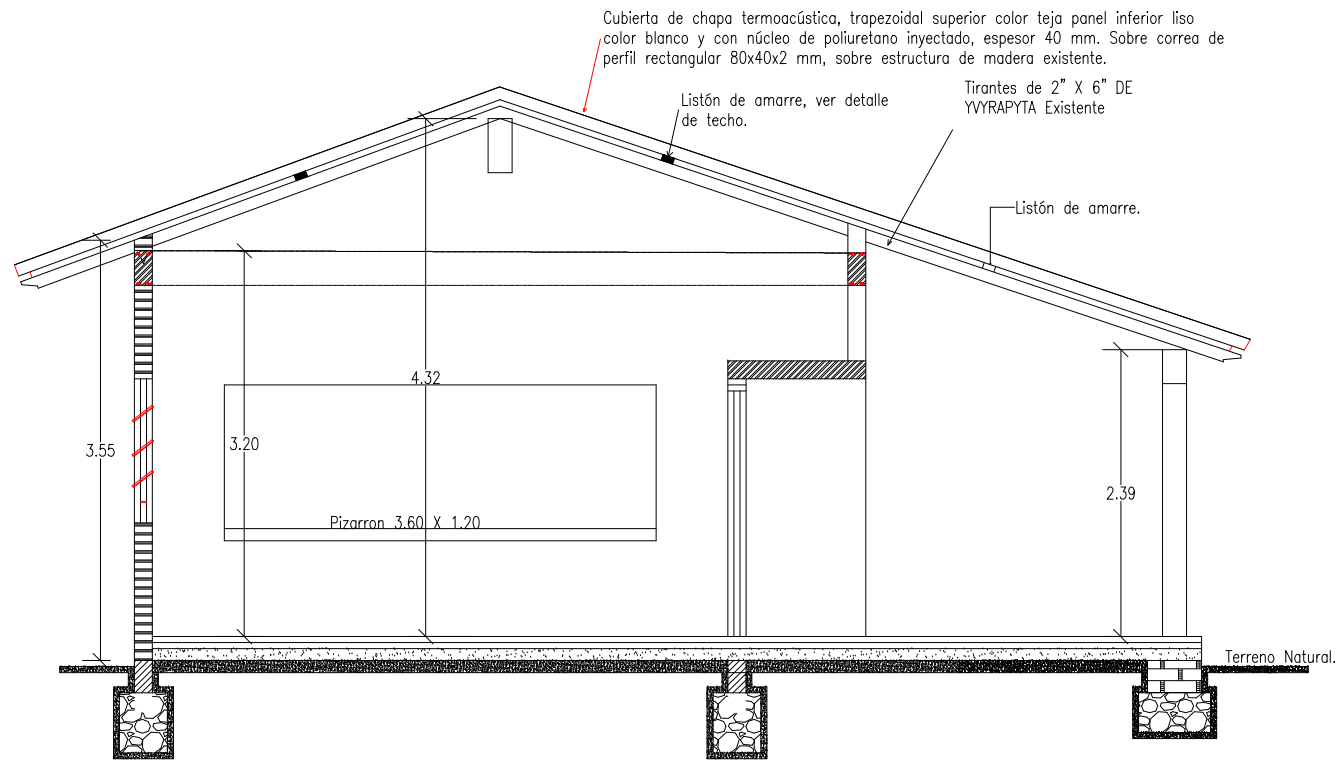 Cubierta de chapa termoacústica, trapezoidal superior color teja panel inferior liso
color blanco y con núcleo de poliuretano inyectado, espesor 40 mm. Sobre correa de
perfil rectangular 80x40x2 mm, sobre estructura de madera existente.
Tirantes de 2" X 6" DE
YVYRAPYTA Existente
Listón de amarre, ver detalle
de techo.
Listón de amarre.
4.32
3.55
3.20
2.39
Pizarron 3.60 X 1.20
Terreno Natural.